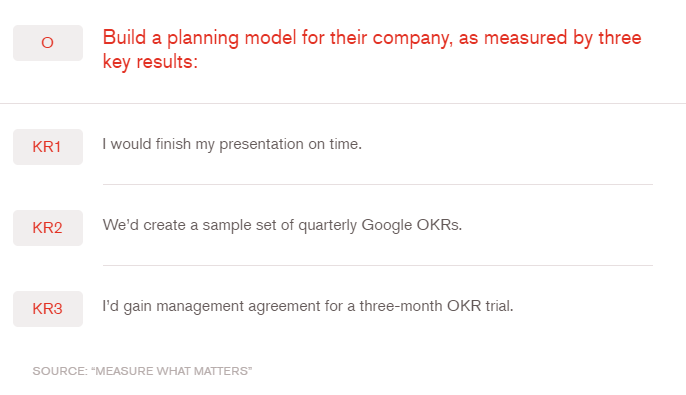 O
Build a planning model for their company, as measured by three
key results:
KR1
I would finish my presentation on time.
KR2
We’d create a sample set of quarterly Google OKRs.
KR3
I’d gain management agreement for a three-month OKR trial.
SOURCE: “MEASURE WHAT MATTERS”